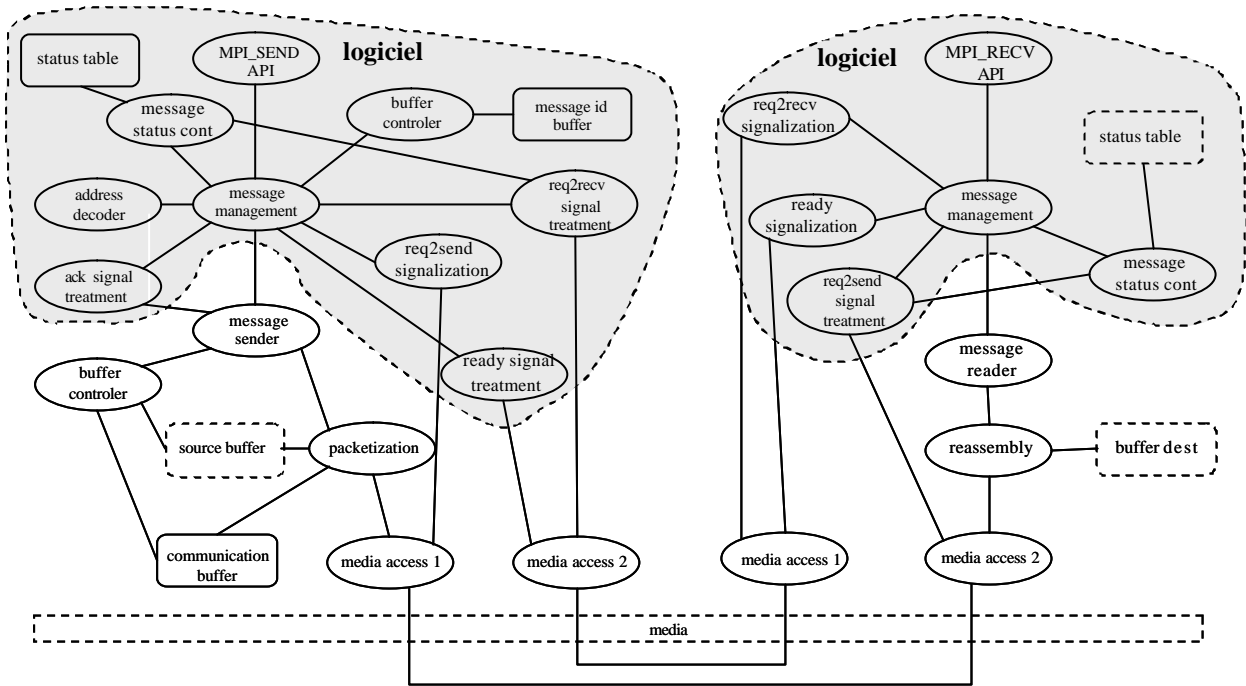 status table
MPI_SEND
API
logiciel
message
status cont
buffer
controler
message id
buffer
address
decoder
message
management
req2recv
signal
treatment
ack signal
treatment
req2send
signalization
message
sender
buffer
controler
ready signal
treatment
source buffer
packetization
communication
buffer
media access 1
media access 2
logiciel
MPI_RECV
API
req2recv
signalization
status table
ready
signalization
message
management
req2send
signal
treatment
message
status cont
message
reader
reassembly
buffer dest
media access 1
media access 2
media